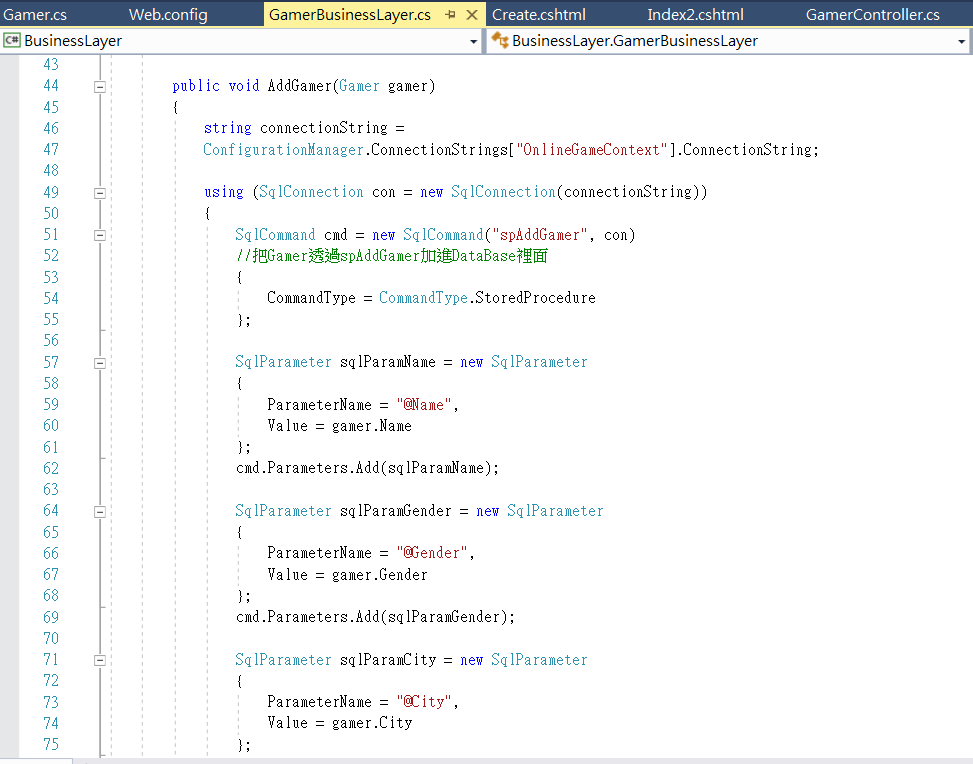 Gamer.cs Web.config GamerBusinessLayer.cs Create.cshtml Index2.cshtml GamerController.cs
C# BusinessLayer BusinessLayer.GamerBusinessLayer
43
44 public void AddGamer(Gamer gamer)
45 {
46 string connectionString =
47 ConfigurationManager.ConnectionStrings["OnlineGameContext"].ConnectionString;
48
49 using (SqlConnection con = new SqlConnection(connectionString))
50 {
51 SqlCommand cmd = new SqlCommand("spAddGamer", con)
52 //把Gamer透過spAddGamer加進DataBase裡面
53 {
54 CommandType = CommandType.StoredProcedure
55 };
56
57 SqlParameter sqlParamName = new SqlParameter
58 {
59 ParameterName = "@Name",
60 Value = gamer.Name
61 };
62 cmd.Parameters.Add(sqlParamName);
63
64 SqlParameter sqlParamGender = new SqlParameter
65 {
66 ParameterName = "@Gender",
67 Value = gamer.Gender
68 };
69 cmd.Parameters.Add(sqlParamGender);
70
71 SqlParameter sqlParamCity = new SqlParameter
72 {
73 ParameterName = "@City",
74 Value = gamer.City
75 };